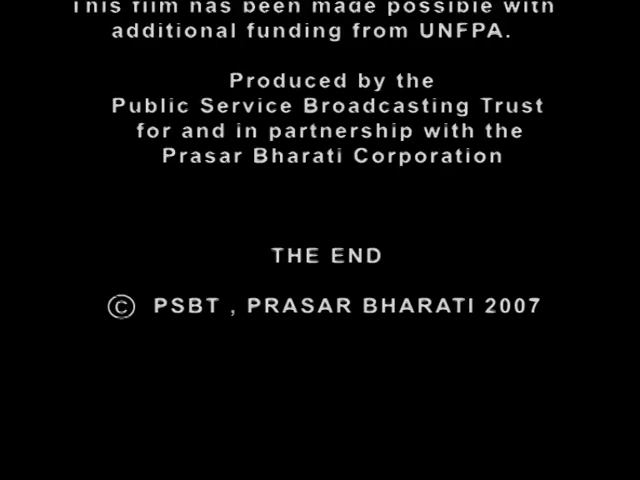 This film has been made possible with
additional funding from UNFPA.
Produced by the
Public Service Broadcasting Trust
for and in partnership with the
Prasar Bharati Corporation
THE END
© PSBT , PRASAR BHARATI 2007